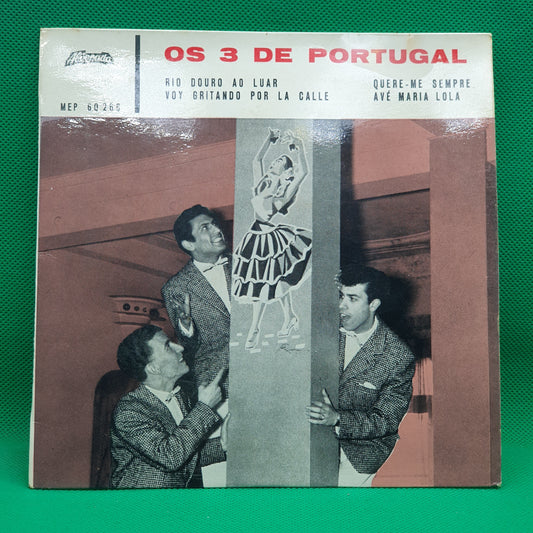 Alvorada
OS 3 DE PORTUGAL
RIO DOURO AO LUAR
VOY GRITANDO POR LA CALLE
QUERE-ME SEMPRE
AVÉ MARIA LOLA
MEP 60 266